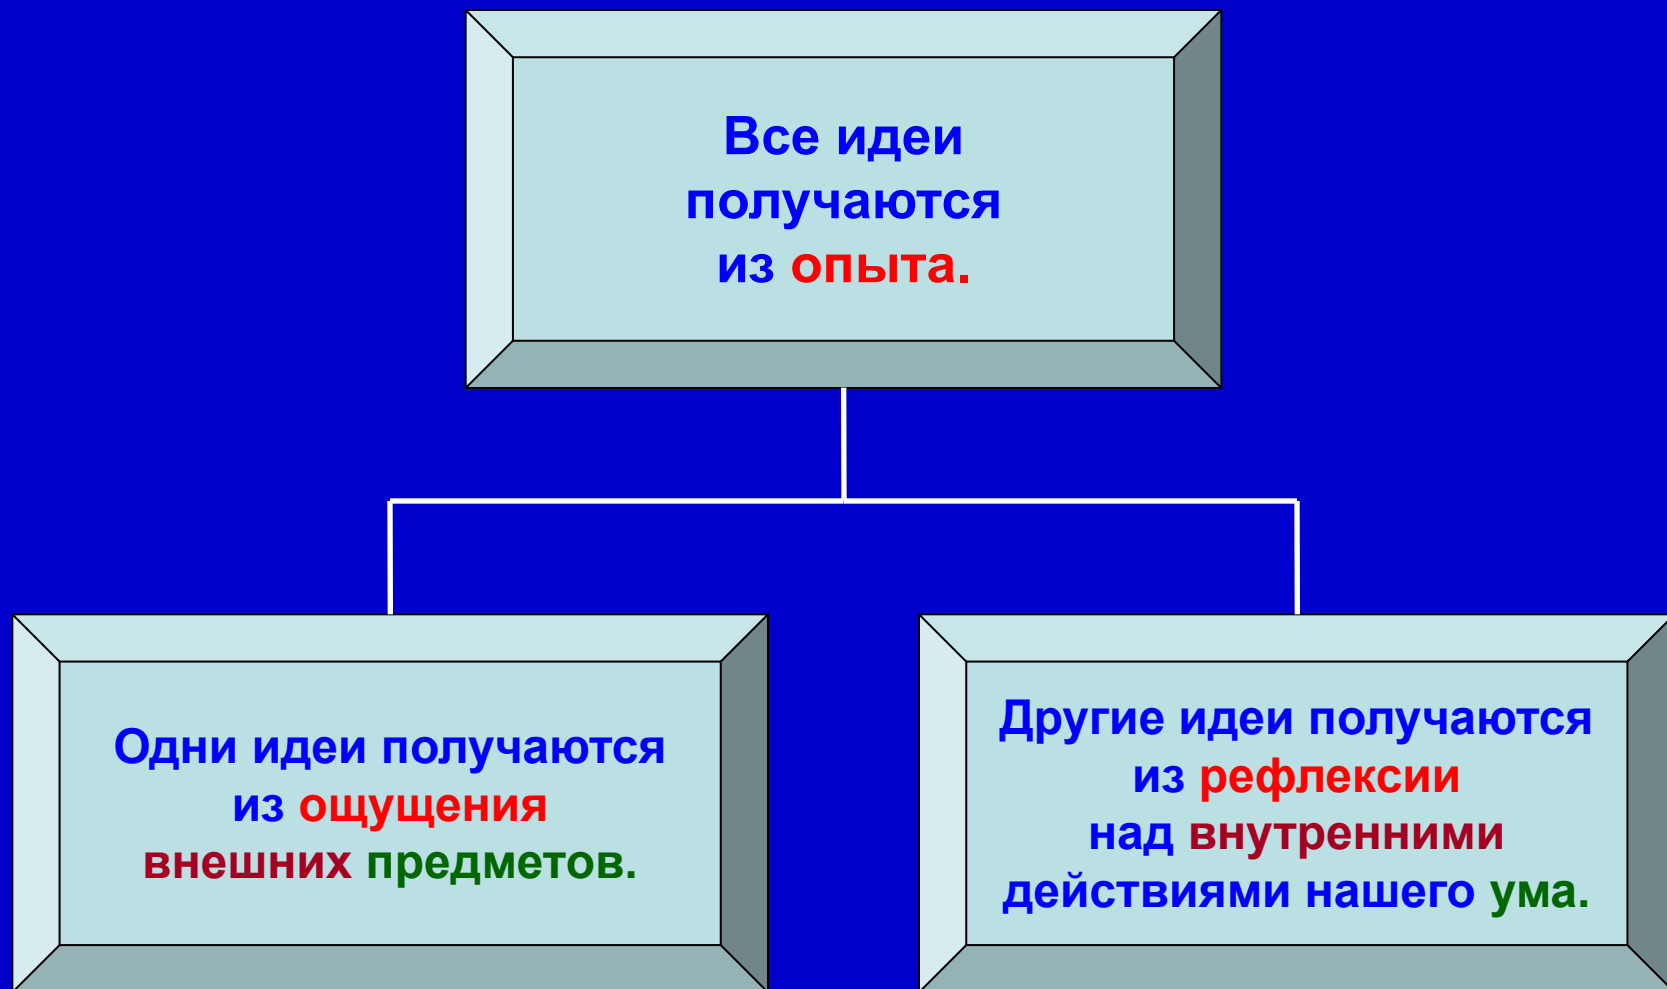 Все идеи
получаются
из опыта.
Одни идеи получаются
из ощущения
внешних предметов.
Другие идеи получаются
из рефлексии
над внутренними
действиями нашего ума.